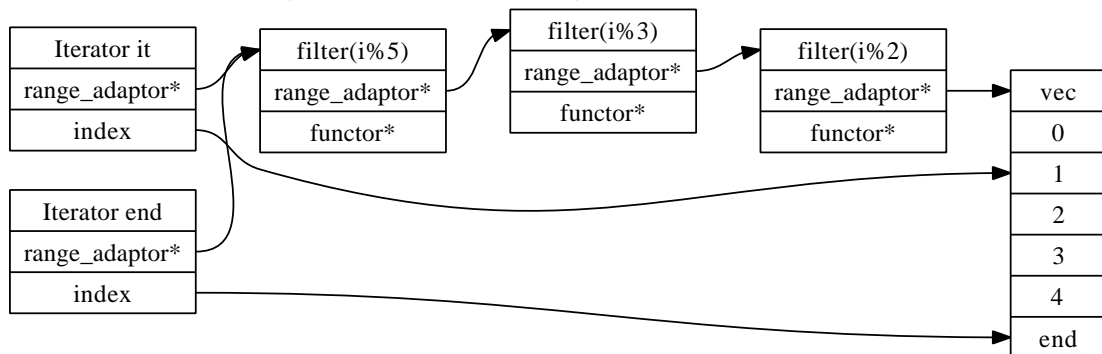 Iterator it
range_adaptor*
index
filter(i%5)
range_adaptor*
functor*
filter(i%3)
range_adaptor*
functor*
filter(i%2)
range_adaptor*
functor*
vec
0
1
2
3
4
end
Iterator end
range_adaptor*
index